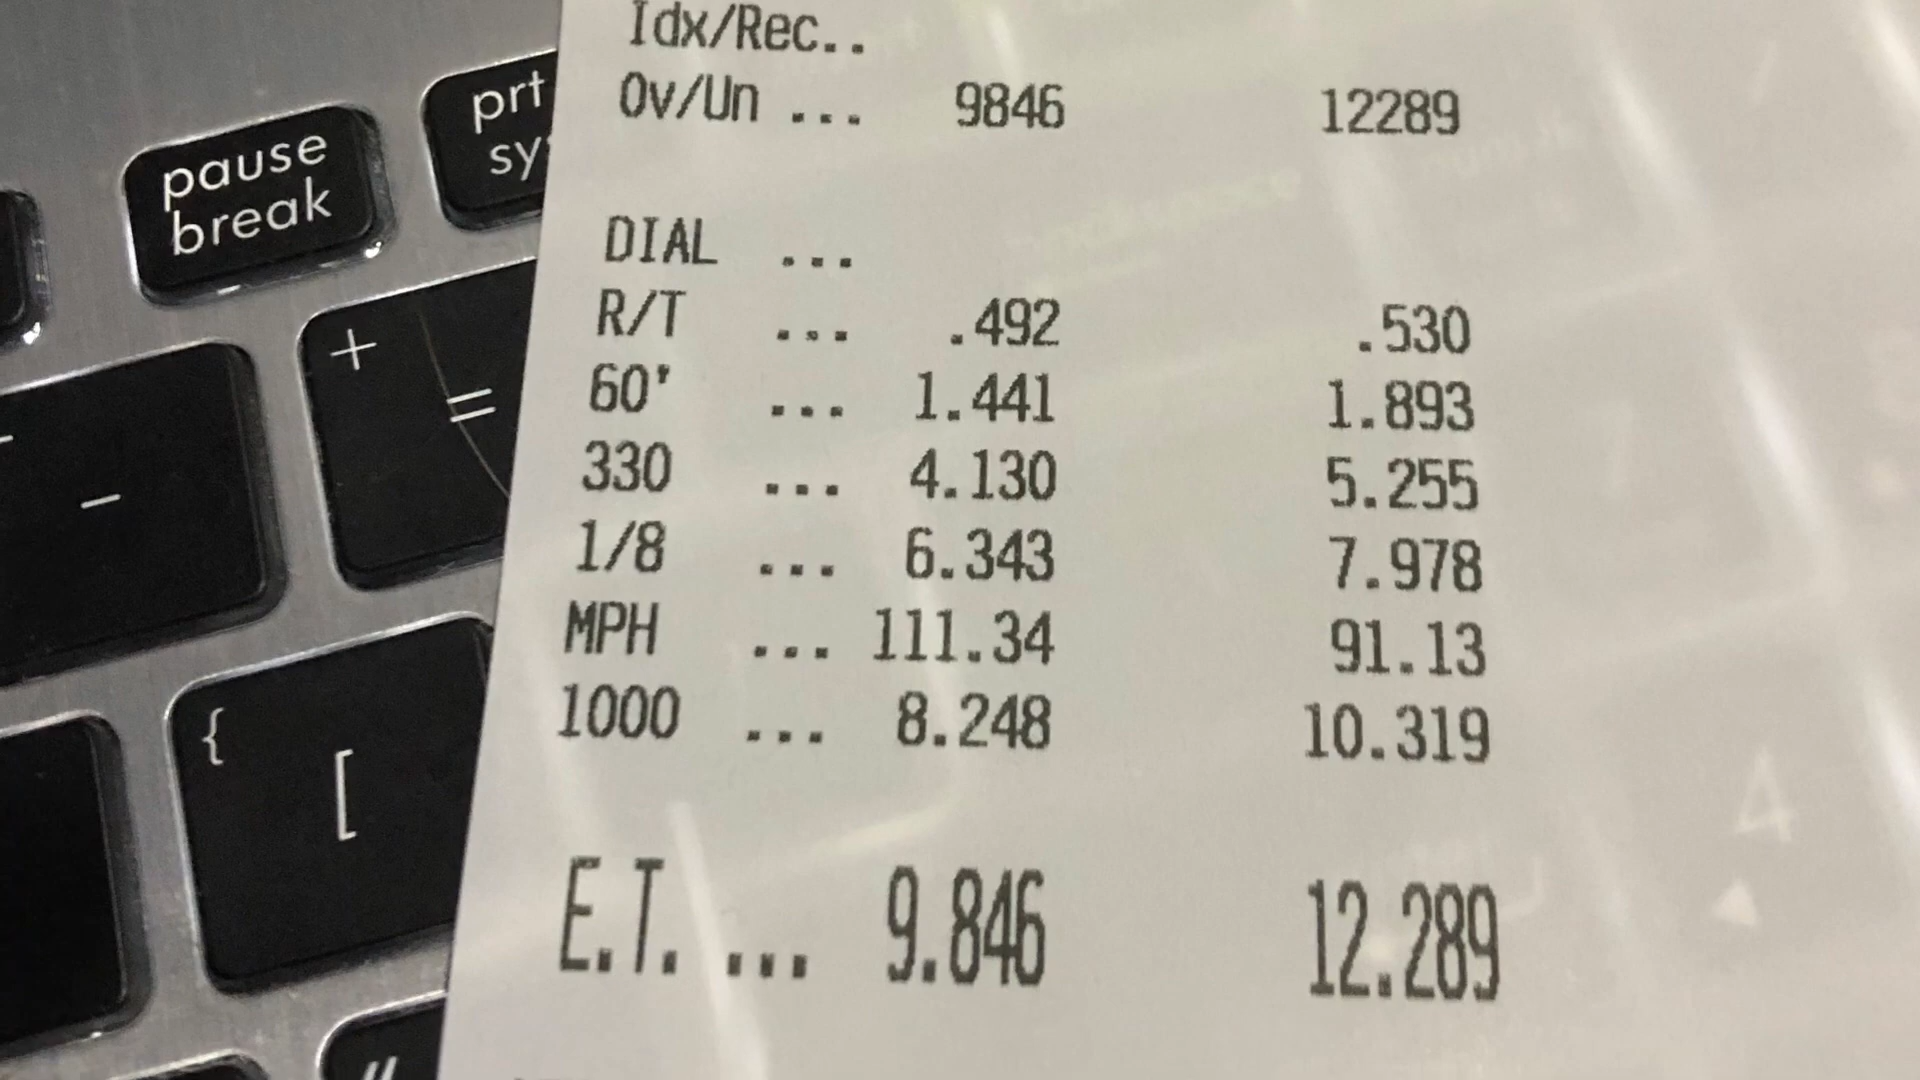 Idx/Rec..
Ov/Un ... 9846 12289
DIAL ...
R/T ... .492 .530
60' ... 1.441 1.893
330 ... 4.130 5.255
1/8 ... 6.343 7.978
MPH ... 111.34 91.13
1000 ... 8.248 10.319
E.T. ... 9.846 12.289
pause
break
prt
sy
+
=
-
{
[
"
4